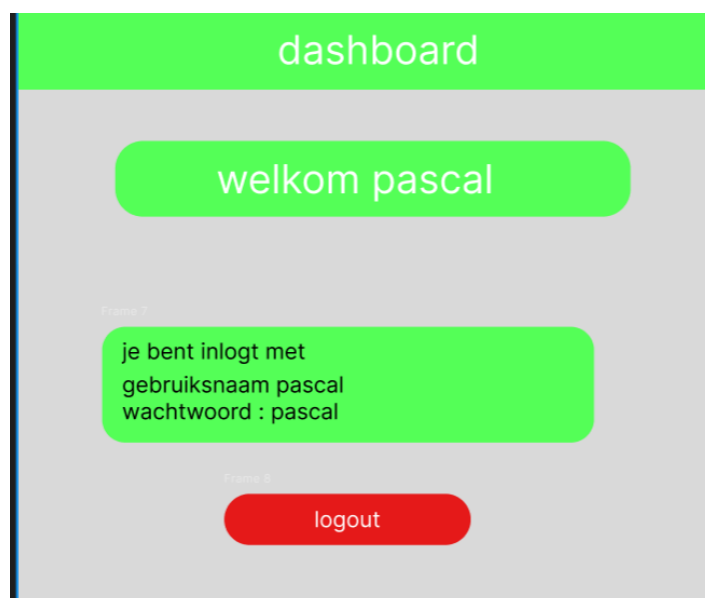 dashboard
welkom pascal
Frame 7
je bent inlogt met
gebruiksnaam pascal
wachtwoord : pascal
Frame 8
logout